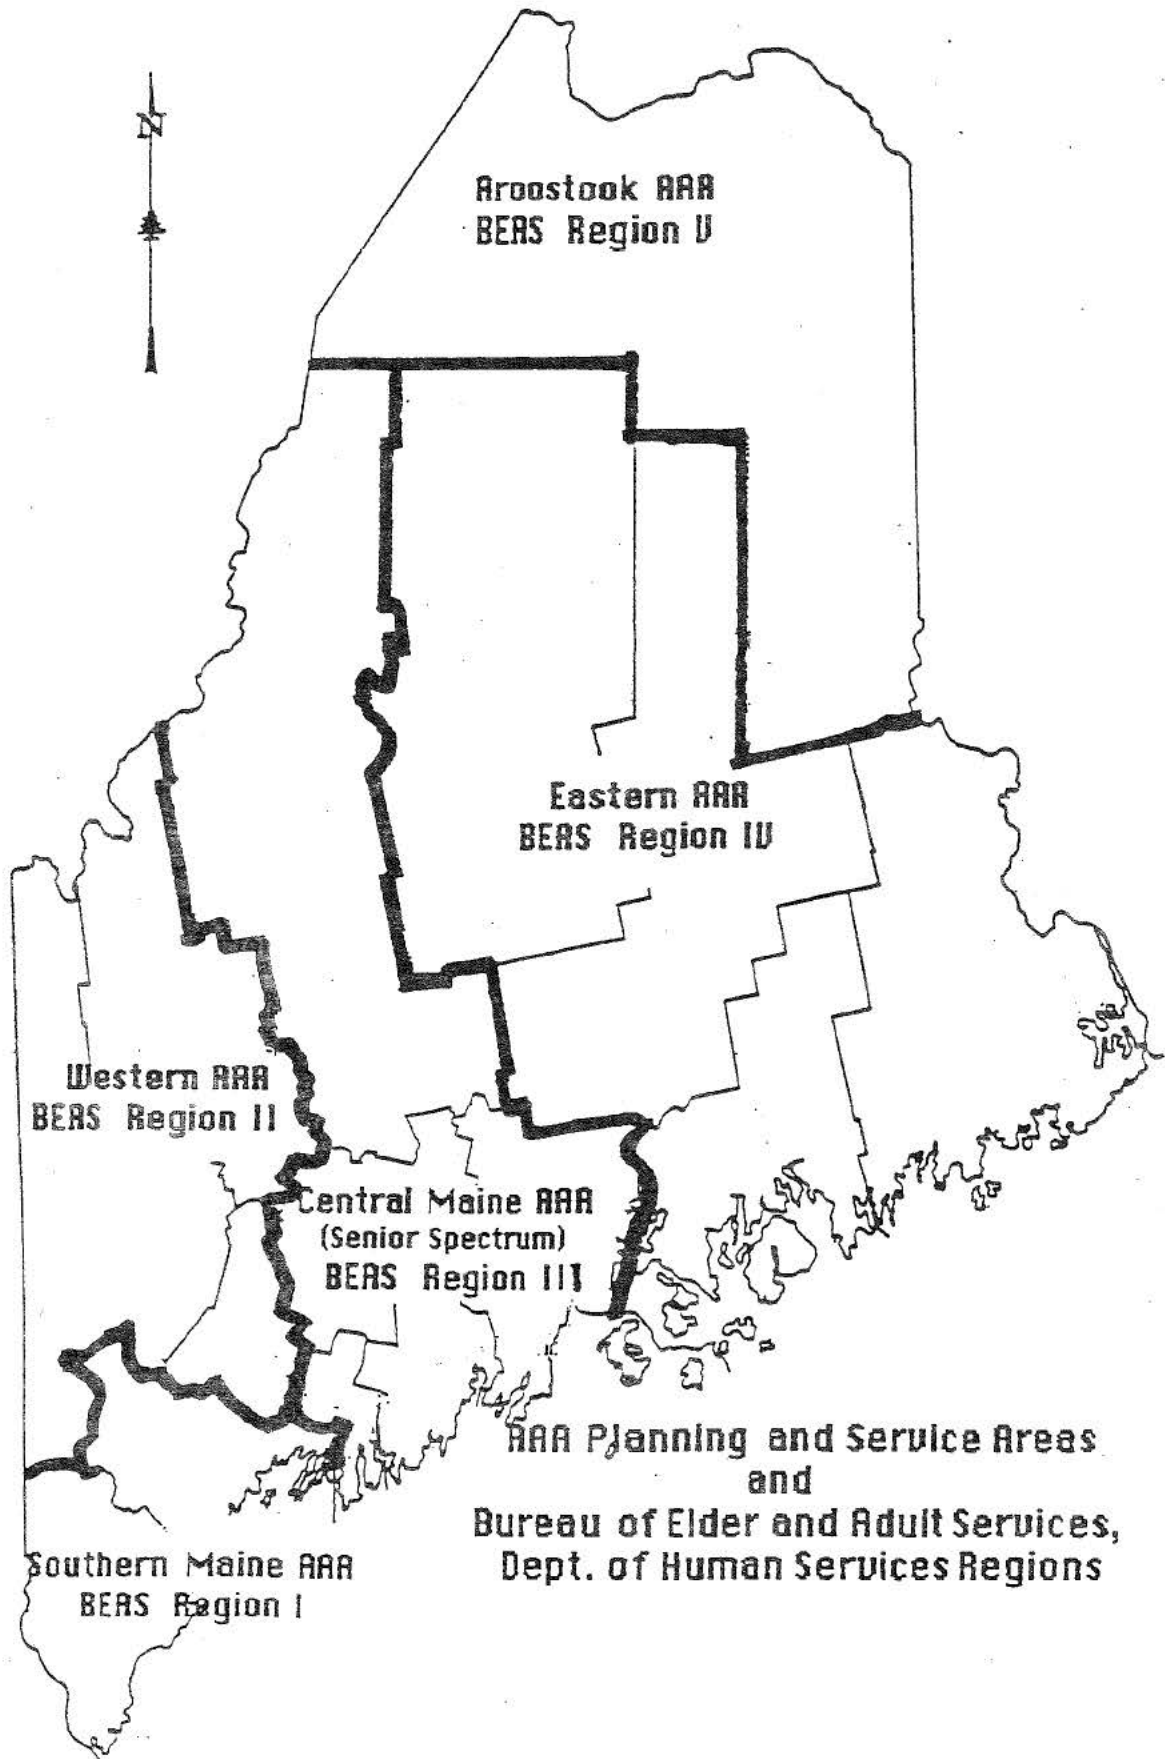 N
Aroostook AAA
BEAS Region V
Eastern AAA
BEAS Region IV
Western AAA
BEAS Region II
Central Maine AAA
(Senior Spectrum)
BEAS Region III
AAA Planning and Service Areas
and
Bureau of Elder and Adult Services,
Dept. of Human Services Regions
Southern Maine AAA
BEAS Region I